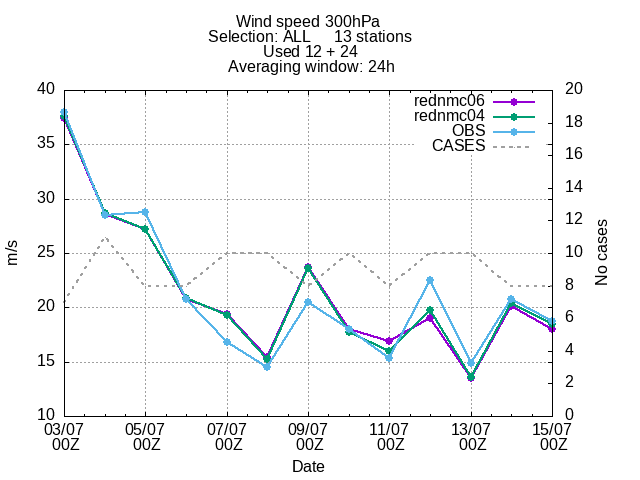 Wind speed 300hPa
Selection: ALL 13 stations
Used 12 + 24
Averaging window: 24h
rednmc06
rednmc04
OBS
CASES
40
35
30
25
20
15
10
m/s
20
18
16
14
12
10
8
6
4
2
0
No cases
03/07 05/07 07/07 09/07 11/07 13/07 15/07
00Z 00Z 00Z 00Z 00Z 00Z 00Z
Date